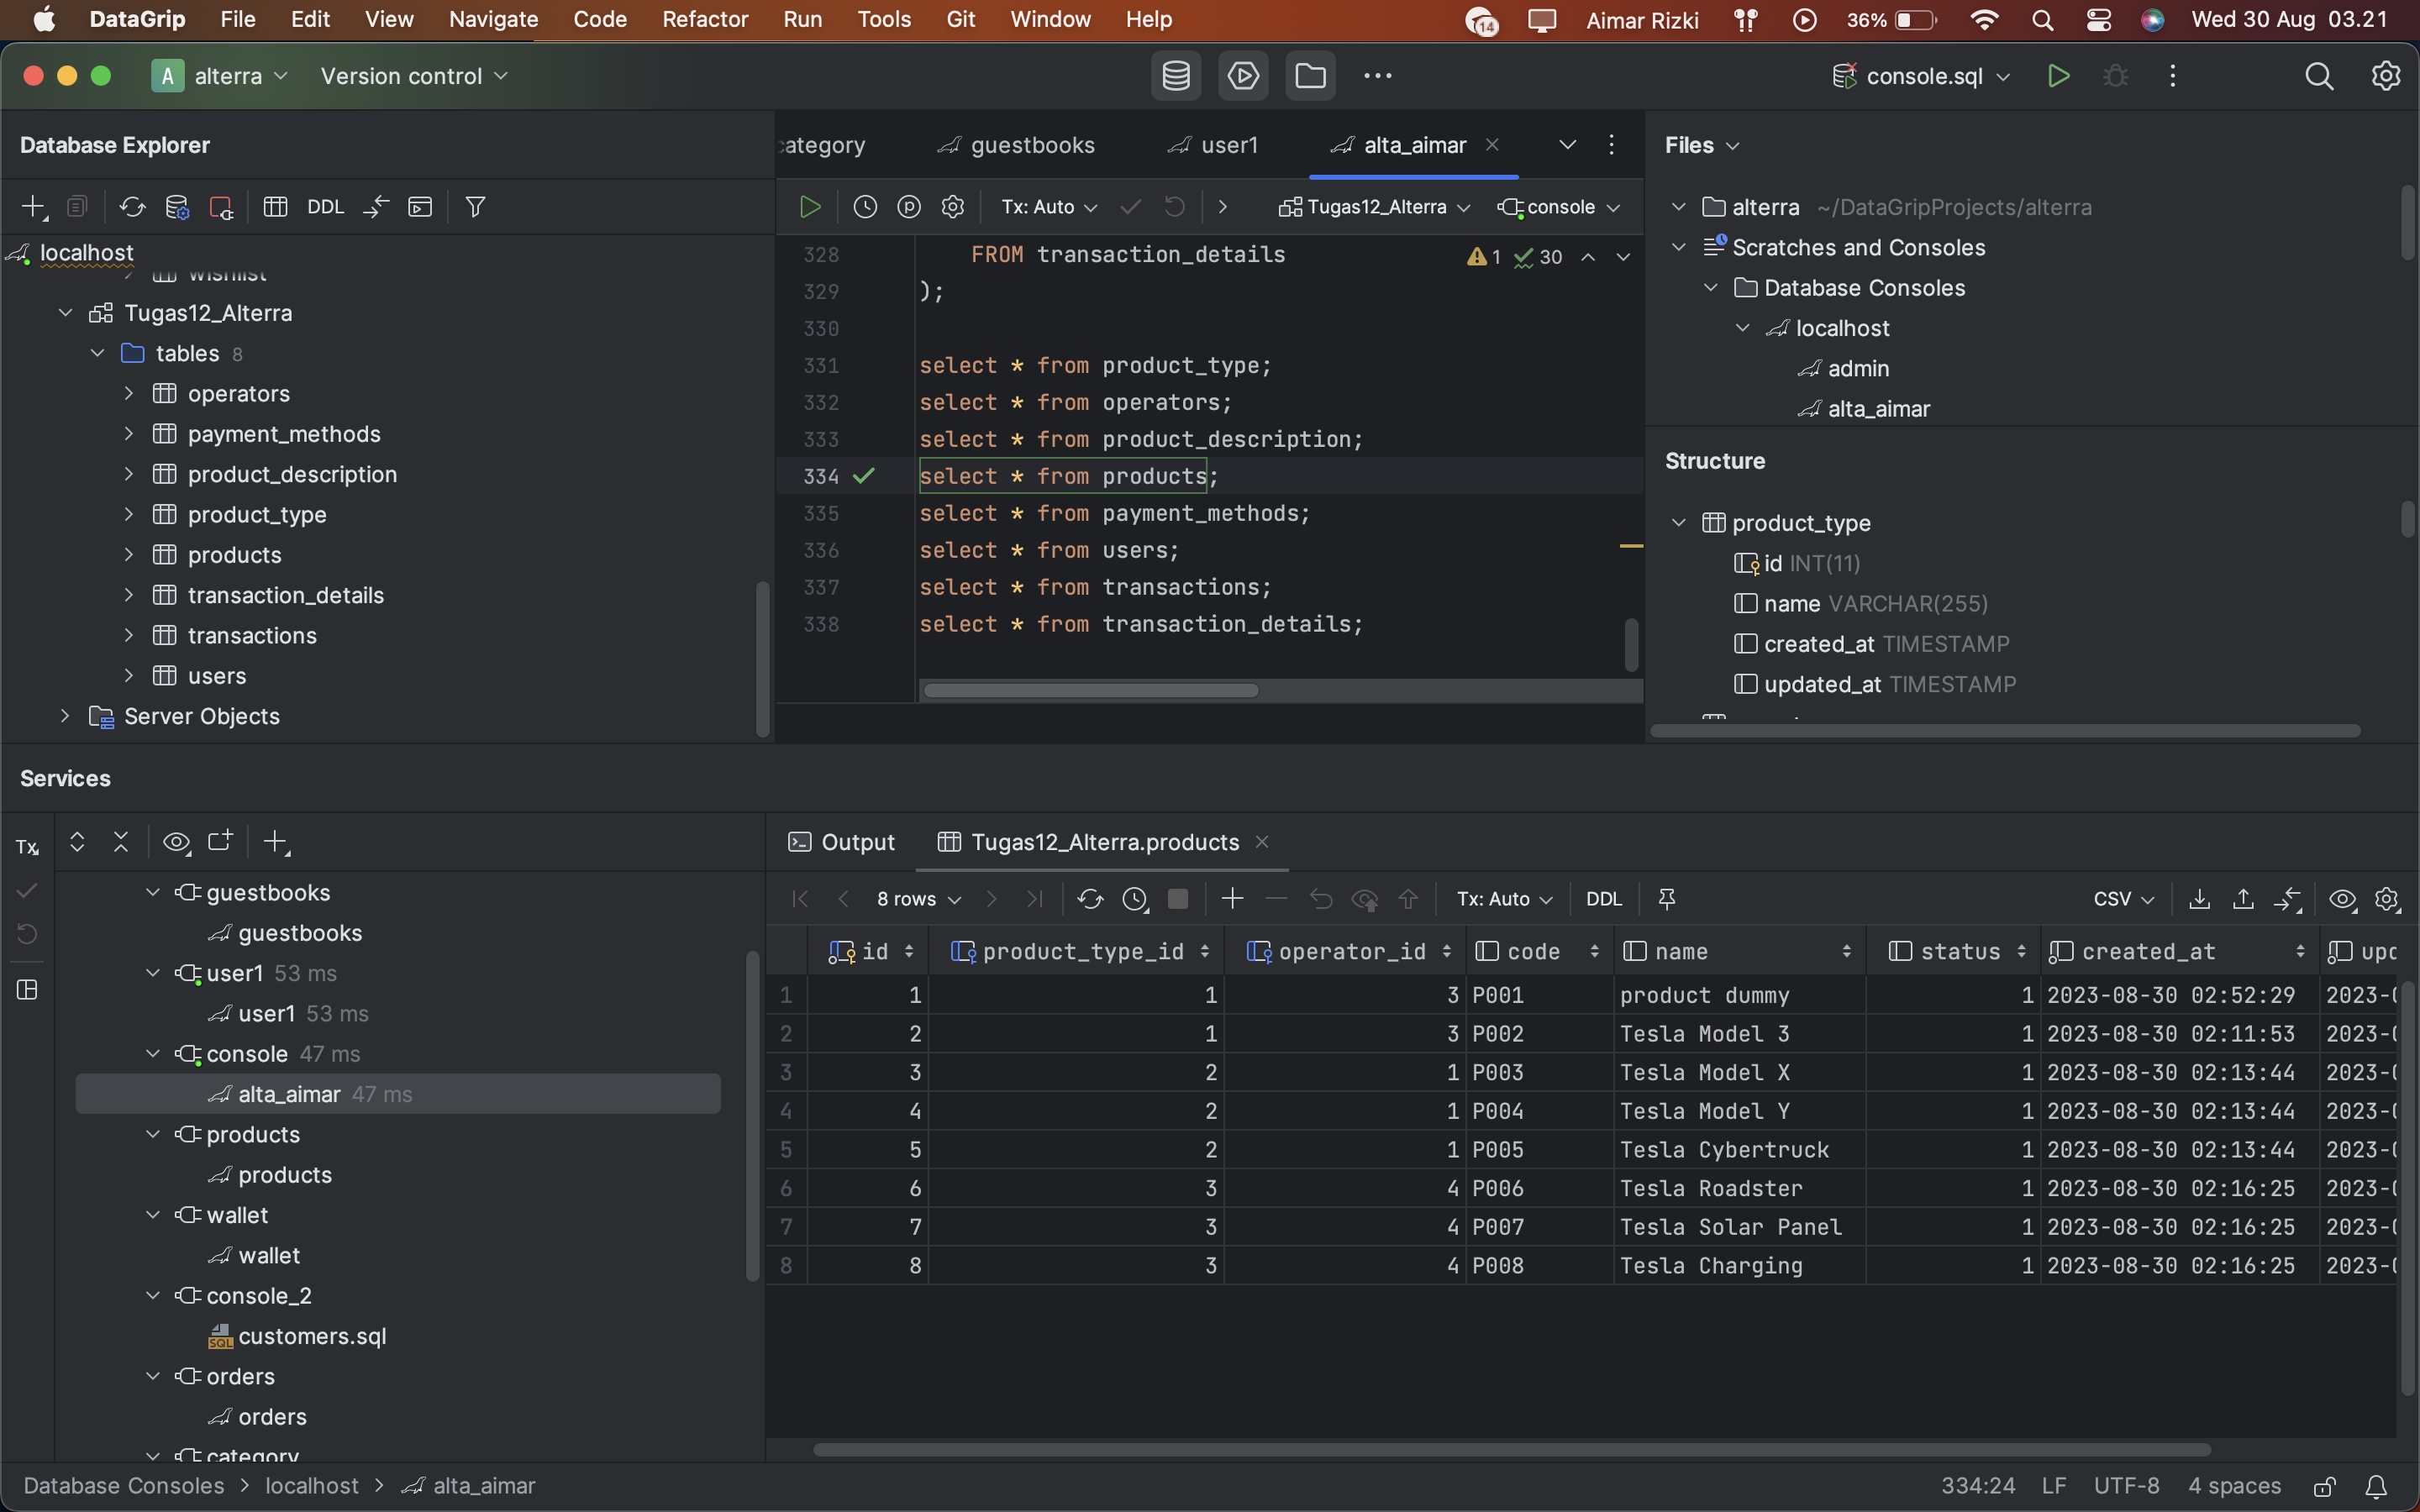 DataGrip File Edit View Navigate Code Refactor Run Tools Git Window Help 14 Aimar Rizki 36% Wed 30 Aug 03.21
A alterra Version control console.sql
Database Explorer
DDL
localhost
wishlist
Tugas12_Alterra
tables 8
operators
payment_methods
product_description
product_type
products
transaction_details
transactions
users
Server Objects
category guestbooks user1 alta_aimar
Tx: Auto Tugas12_Alterra console
328 FROM transaction_details
1 30
329 );
330
331 select * from product_type;
332 select * from operators;
333 select * from product_description;
334 select * from products;
335 select * from payment_methods;
336 select * from users;
337 select * from transactions;
338 select * from transaction_details;
Files
alterra ~/DataGripProjects/alterra
Scratches and Consoles
Database Consoles
localhost
admin
alta_aimar
Structure
product_type
id INT(11)
name VARCHAR(255)
created_at TIMESTAMP
updated_at TIMESTAMP
Services
Tx
guestbooks
guestbooks
user1 53 ms
user1 53 ms
console 47 ms
alta_aimar 47 ms
products
products
wallet
wallet
console_2
SQL customers.sql
orders
orders
category
Output Tugas12_Alterra.products
8 rows Tx: Auto DDL CSV
id product_type_id operator_id code name status created_at upd
1 1 1 3 P001 product dummy 1 2023-08-30 02:52:29 2023-0
2 2 1 3 P002 Tesla Model 3 1 2023-08-30 02:11:53 2023-0
3 3 2 1 P003 Tesla Model X 1 2023-08-30 02:13:44 2023-0
4 4 2 1 P004 Tesla Model Y 1 2023-08-30 02:13:44 2023-0
5 5 2 1 P005 Tesla Cybertruck 1 2023-08-30 02:13:44 2023-0
6 6 3 4 P006 Tesla Roadster 1 2023-08-30 02:16:25 2023-0
7 7 3 4 P007 Tesla Solar Panel 1 2023-08-30 02:16:25 2023-0
8 8 3 4 P008 Tesla Charging 1 2023-08-30 02:16:25 2023-0
Database Consoles > localhost > alta_aimar 334:24 LF UTF-8 4 spaces